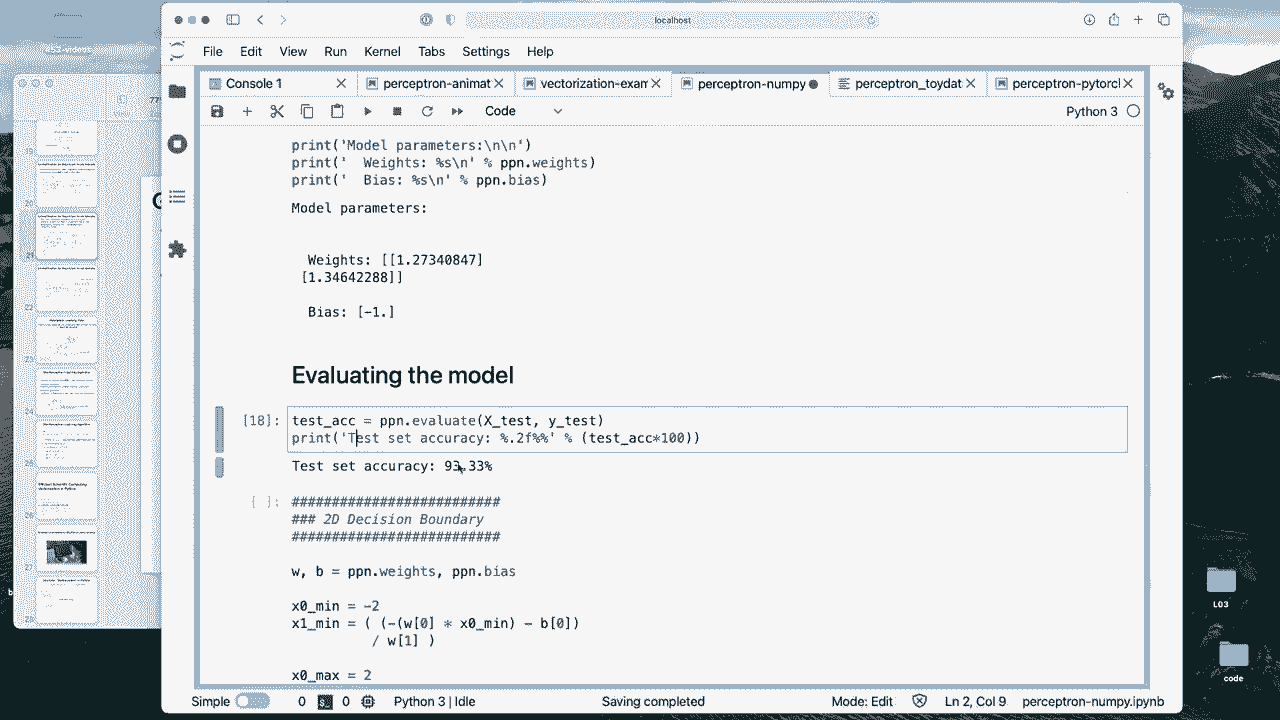 localhost
File Edit View Run Kernel Tabs Settings Help
Console 1 perceptron-animat vectorization-exam perceptron-numpy perceptron_toydat perceptron-pytorcl
Code Python 3
print('Model parameters:\n\n')
print('  Weights: %s\n' % ppn.weights)
print('  Bias: %s\n' % ppn.bias)
Model parameters:
Weights: [[1.27340847]
[1.34642288]]
Bias: [-1.]
Evaluating the model
[18]: test_acc = ppn.evaluate(X_test, y_test)
print('Test set accuracy: %.2f%%' % (test_acc*100))
Test set accuracy: 93.33%
[ ]: #########################
### 2D Decision Boundary
#########################
w, b = ppn.weights, ppn.bias
x0_min = -2
x1_min = ( (-(w[0] * x0_min) - b[0])
/ w[1] )
x0_max = 2
Simple 0 0 Python 3 | Idle Saving completed Mode: Edit Ln 2, Col 9 perceptron-numpy.ipynb
453-videos
L03
code